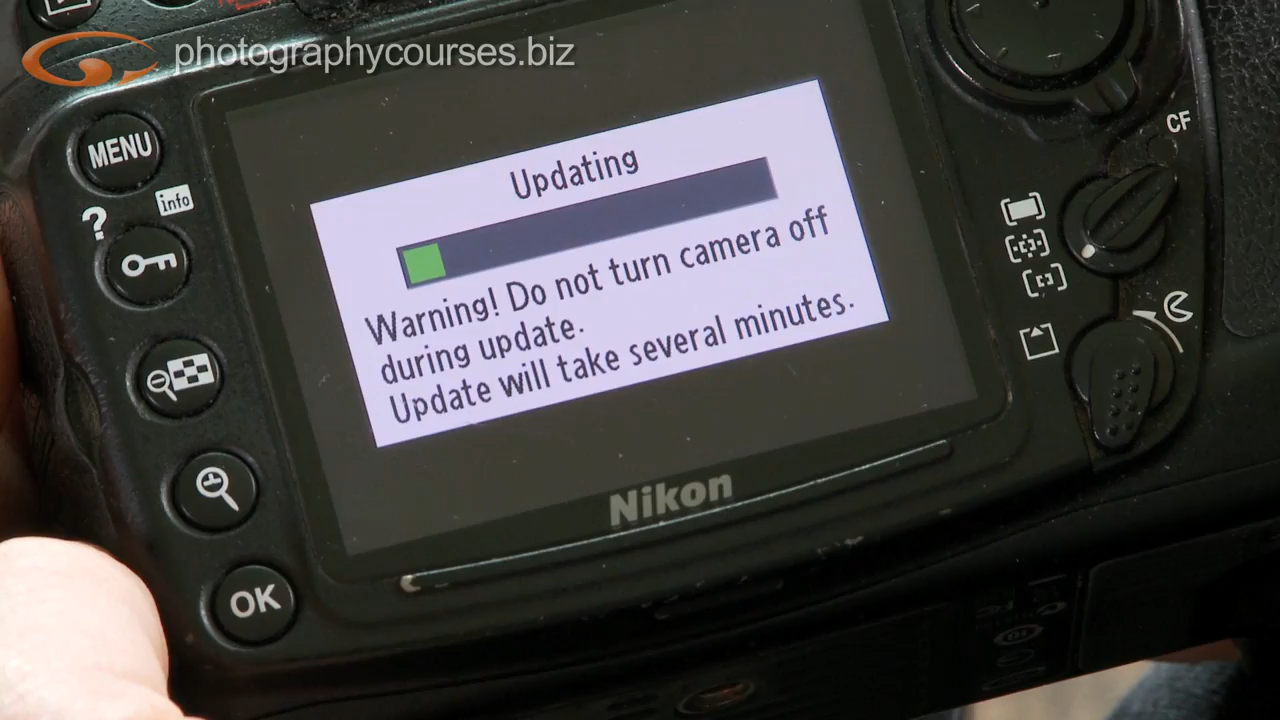 photographycourses.biz
MENU
CF
info
?
Updating
Warning! Do not turn camera off
during update.
Update will take several minutes.
Nikon
OK